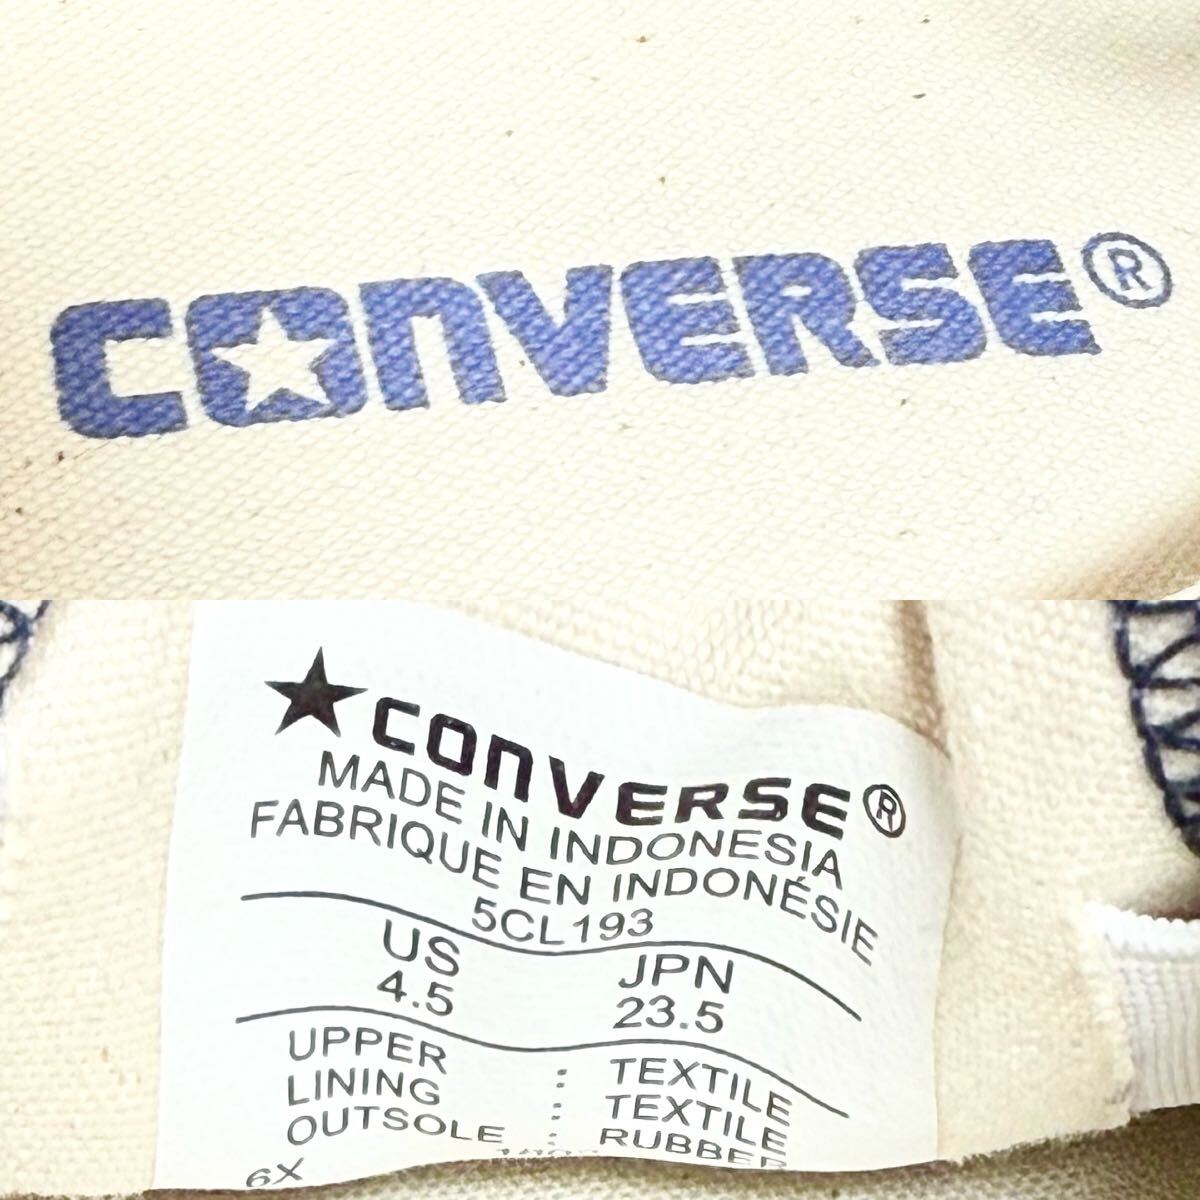 CONVERSE®
★CONVERSE®
MADE IN INDONESIA
FABRIQUE EN INDONÉSIE
5CL193
US JPN
4.5 23.5
UPPER : TEXTILE
LINING : TEXTILE
OUTSOLE : RUBBER
6X